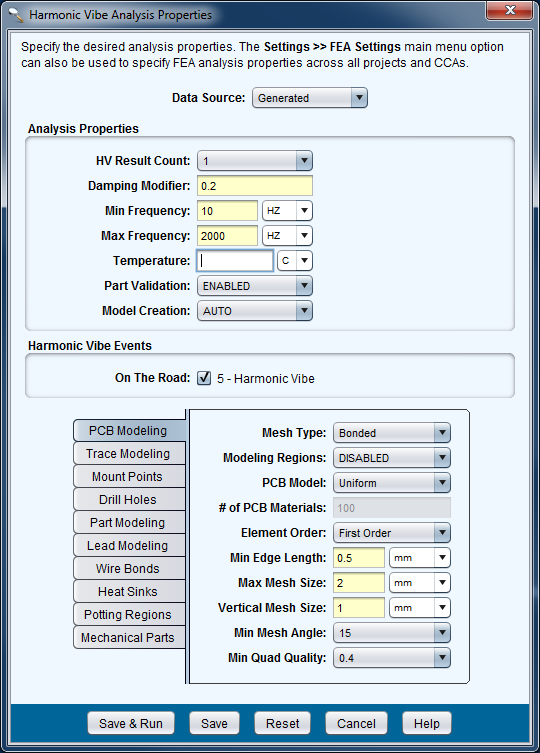 Harmonic Vibe Analysis Properties
Specify the desired analysis properties. The Settings >> FEA Settings main menu option
can also be used to specify FEA analysis properties across all projects and CCAs.
Data Source: Generated
Analysis Properties
HV Result Count: 1
Damping Modifier: 0.2
Min Frequency: 10 HZ
Max Frequency: 2000 HZ
Temperature: C
Part Validation: ENABLED
Model Creation: AUTO
Harmonic Vibe Events
On The Road: 5 - Harmonic Vibe
PCB Modeling
Trace Modeling
Mount Points
Drill Holes
Part Modeling
Lead Modeling
Wire Bonds
Heat Sinks
Potting Regions
Mechanical Parts
Mesh Type: Bonded
Modeling Regions: DISABLED
PCB Model: Uniform
# of PCB Materials: 100
Element Order: First Order
Min Edge Length: 0.5 mm
Max Mesh Size: 2 mm
Vertical Mesh Size: 1 mm
Min Mesh Angle: 15
Min Quad Quality: 0.4
Save & Run Save Reset Cancel Help